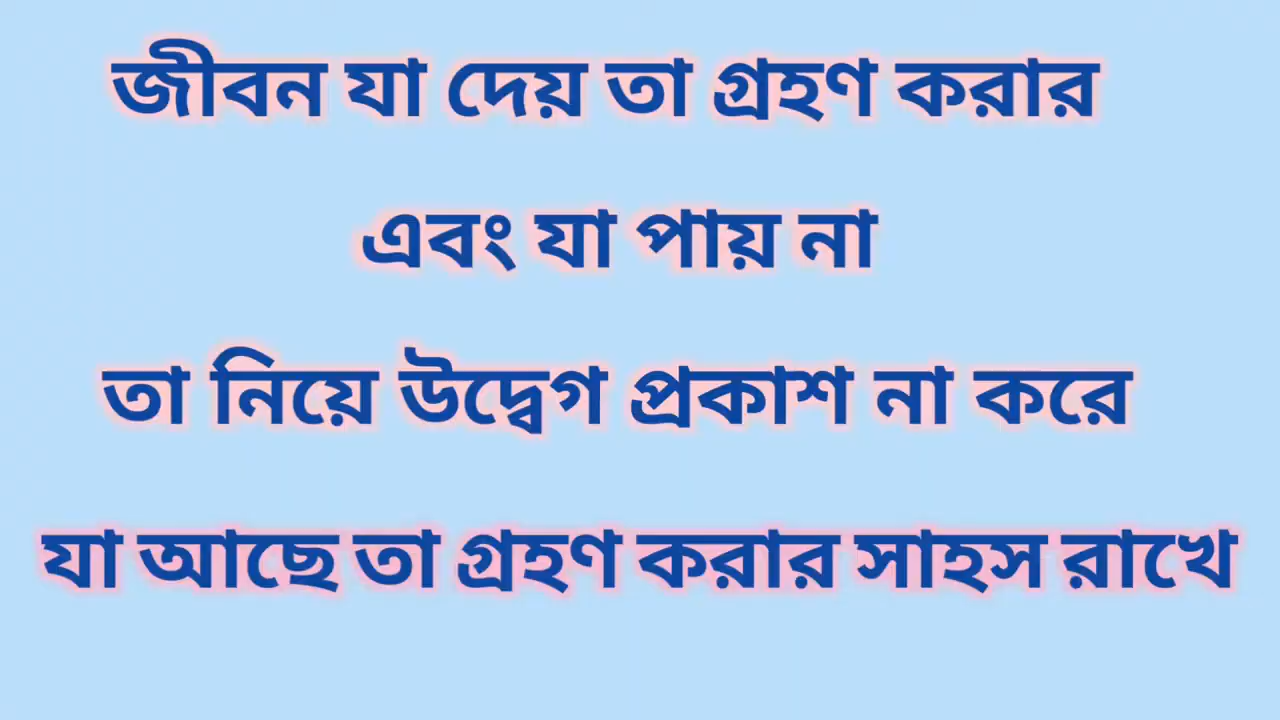 জীবন যা দেয় তা গ্রহণ করার
এবং যা পায় না
তা নিয়ে উদ্বেগ প্রকাশ না করে
যা আছে তা গ্রহণ করার সাহস রাখে